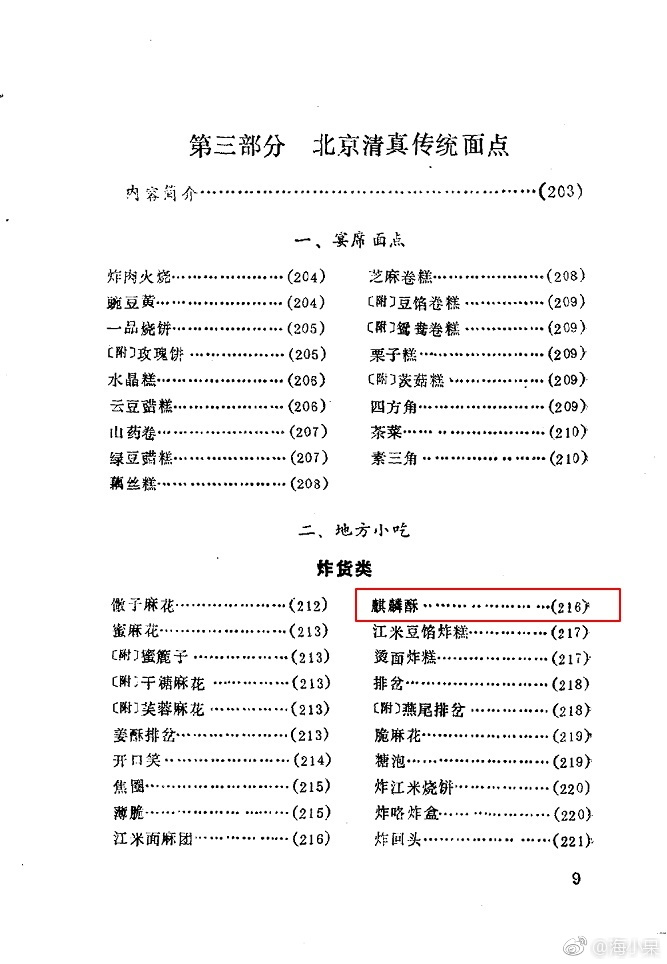 第三部分 北京清真传统面点
内容简介……………………………………………(203)
一、宴席面点
炸肉火烧…………………(204)
豌豆黄……………………(204)
一品烧饼…………………(205)
〔附〕玫瑰饼………………(205)
水晶糕……………………(206)
云豆醋糕…………………(206)
山药卷……………………(207)
绿豆醋糕…………………(207)
藕丝糕……………………(208)
芝麻卷糕…………………(208)
〔附〕豆馅卷糕……………(209)
〔附〕鸳鸯卷糕……………(209)
栗子糕……………………(209)
〔附〕茨菇糕………………(209)
四方角……………………(209)
茶菜………………………(210)
素三角……………………(210)
二、地方小吃
炸货类
馓子麻花…………………(212)
蜜麻花……………………(213)
〔附〕蜜簏子………………(213)
〔附〕干糖麻花……………(213)
〔附〕芙蓉麻花……………(213)
姜酥排岔…………………(213)
开口笑……………………(214)
焦圈………………………(215)
薄脆………………………(215)
江米面麻团………………(216)
麒麟酥……………………(216)
江米豆馅炸糕……………(217)
烫面炸糕…………………(217)
排岔………………………(218)
〔附〕燕尾排岔……………(218)
脆麻花……………………(219)
糖泡………………………(219)
炸江米烧饼………………(220)
炸咯炸盒…………………(220)
炸回头……………………(221)
9
@海小果